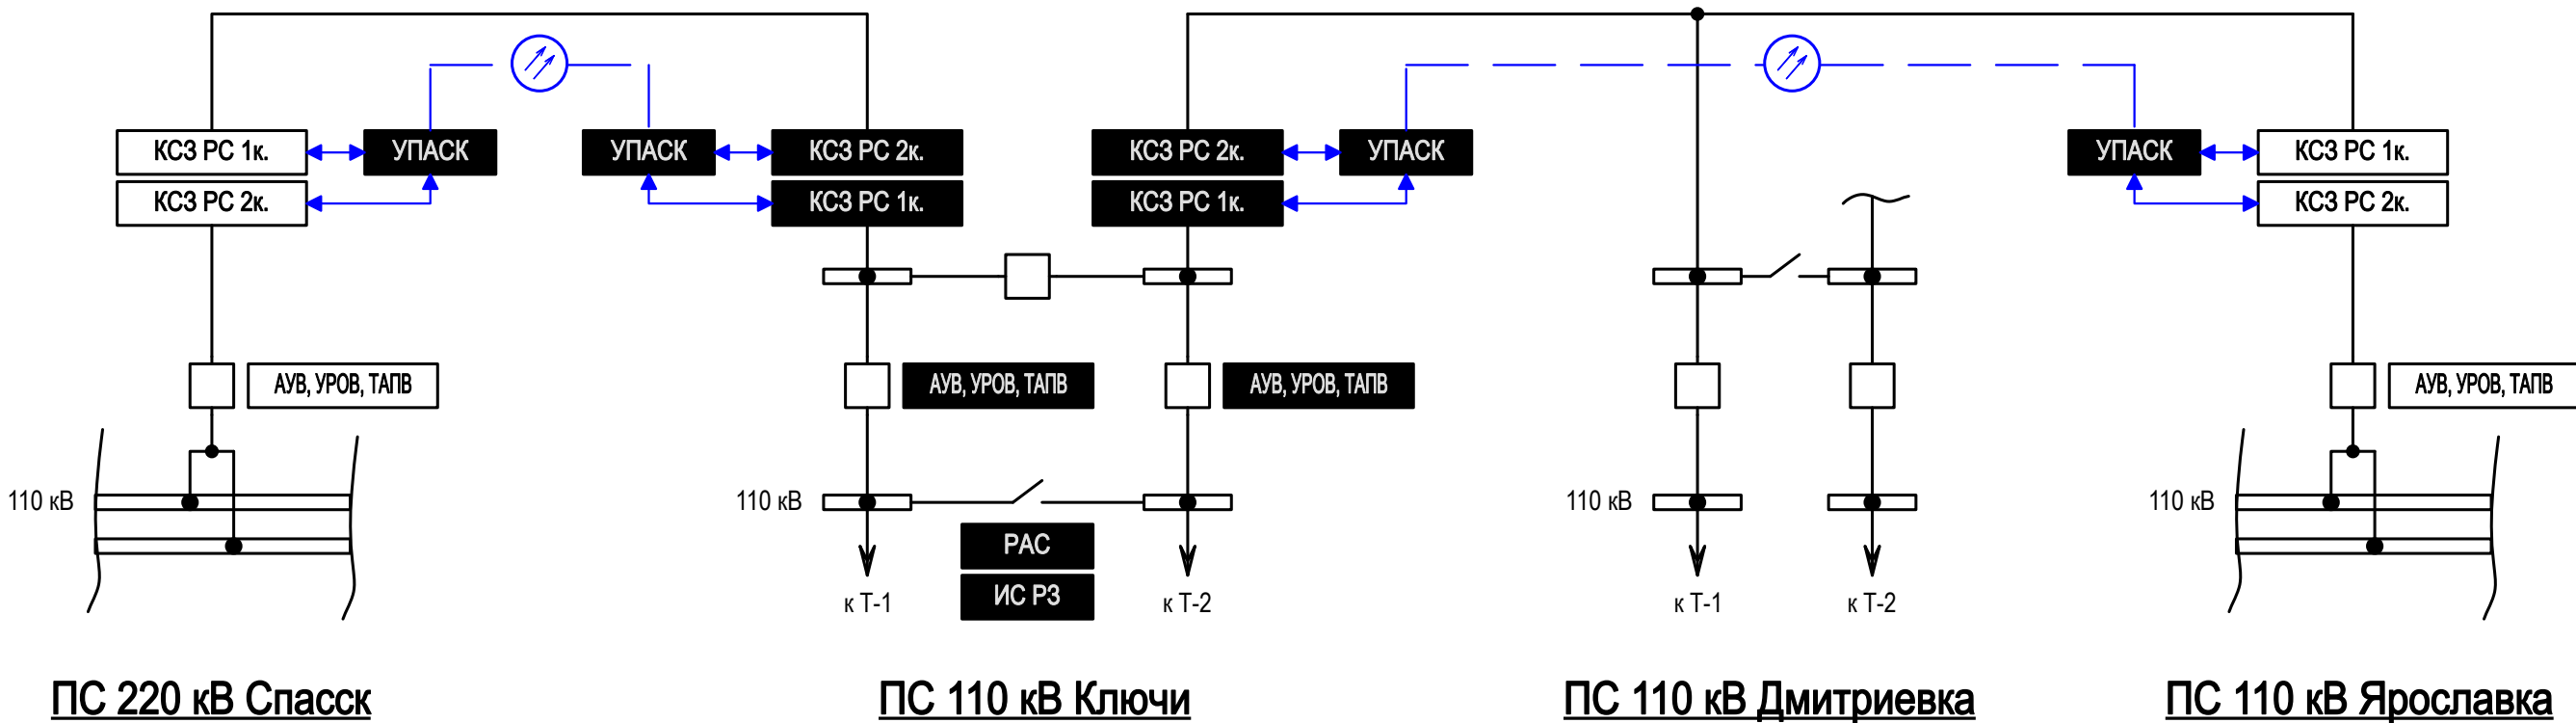 КСЗ РС 1к.
УПАСК
УПАСК
КСЗ РС 2к.
КСЗ РС 2к.
УПАСК
УПАСК
КСЗ РС 1к.
КСЗ РС 2к.
КСЗ РС 1к.
КСЗ РС 1к.
КСЗ РС 2к.
АУВ, УРОВ, ТАПВ
АУВ, УРОВ, ТАПВ
АУВ, УРОВ, ТАПВ
АУВ, УРОВ, ТАПВ
110 кВ
110 кВ
110 кВ
110 кВ
РАС
ИС РЗ
к Т-1
к Т-2
к Т-1
к Т-2
ПС 220 кВ Спасск
ПС 110 кВ Ключи
ПС 110 кВ Дмитриевка
ПС 110 кВ Ярославка